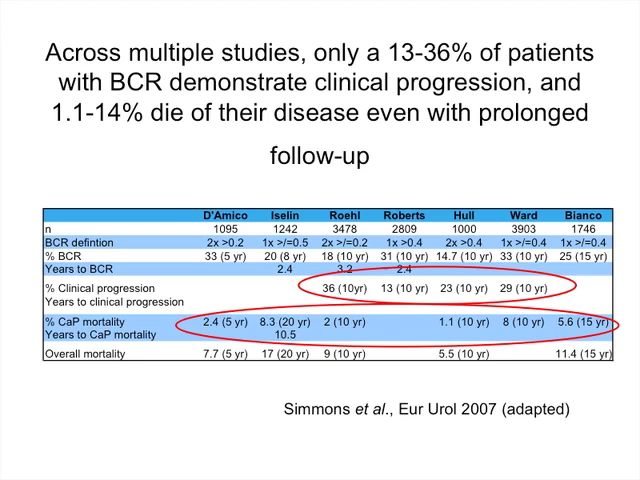 Across multiple studies, only a 13-36% of patients
with BCR demonstrate clinical progression, and
1.1-14% die of their disease even with prolonged
follow-up
D'Amico Iselin Roehl Roberts Hull Ward Bianco
n 1095 1242 3478 2809 1000 3903 1746
BCR defintion 2x >0.2 1x >/=0.5 2x >/=0.2 1x >0.4 2x >0.4 1x >/=0.4 1x >/=0.4
% BCR 33 (5 yr) 20 (8 yr) 18 (10 yr) 31 (10 yr) 14.7 (10 yr) 33 (10 yr) 25 (15 yr)
Years to BCR 2.4 3.2 2.4
% Clinical progression 36 (10yr) 13 (10 yr) 23 (10 yr) 29 (10 yr)
Years to clinical progression
% CaP mortality 2.4 (5 yr) 8.3 (20 yr) 2 (10 yr) 1.1 (10 yr) 8 (10 yr) 5.6 (15 yr)
Years to CaP mortality 10.5
Overall mortality 7.7 (5 yr) 17 (20 yr) 9 (10 yr) 5.5 (10 yr) 11.4 (15 yr)
Simmons et al., Eur Urol 2007 (adapted)